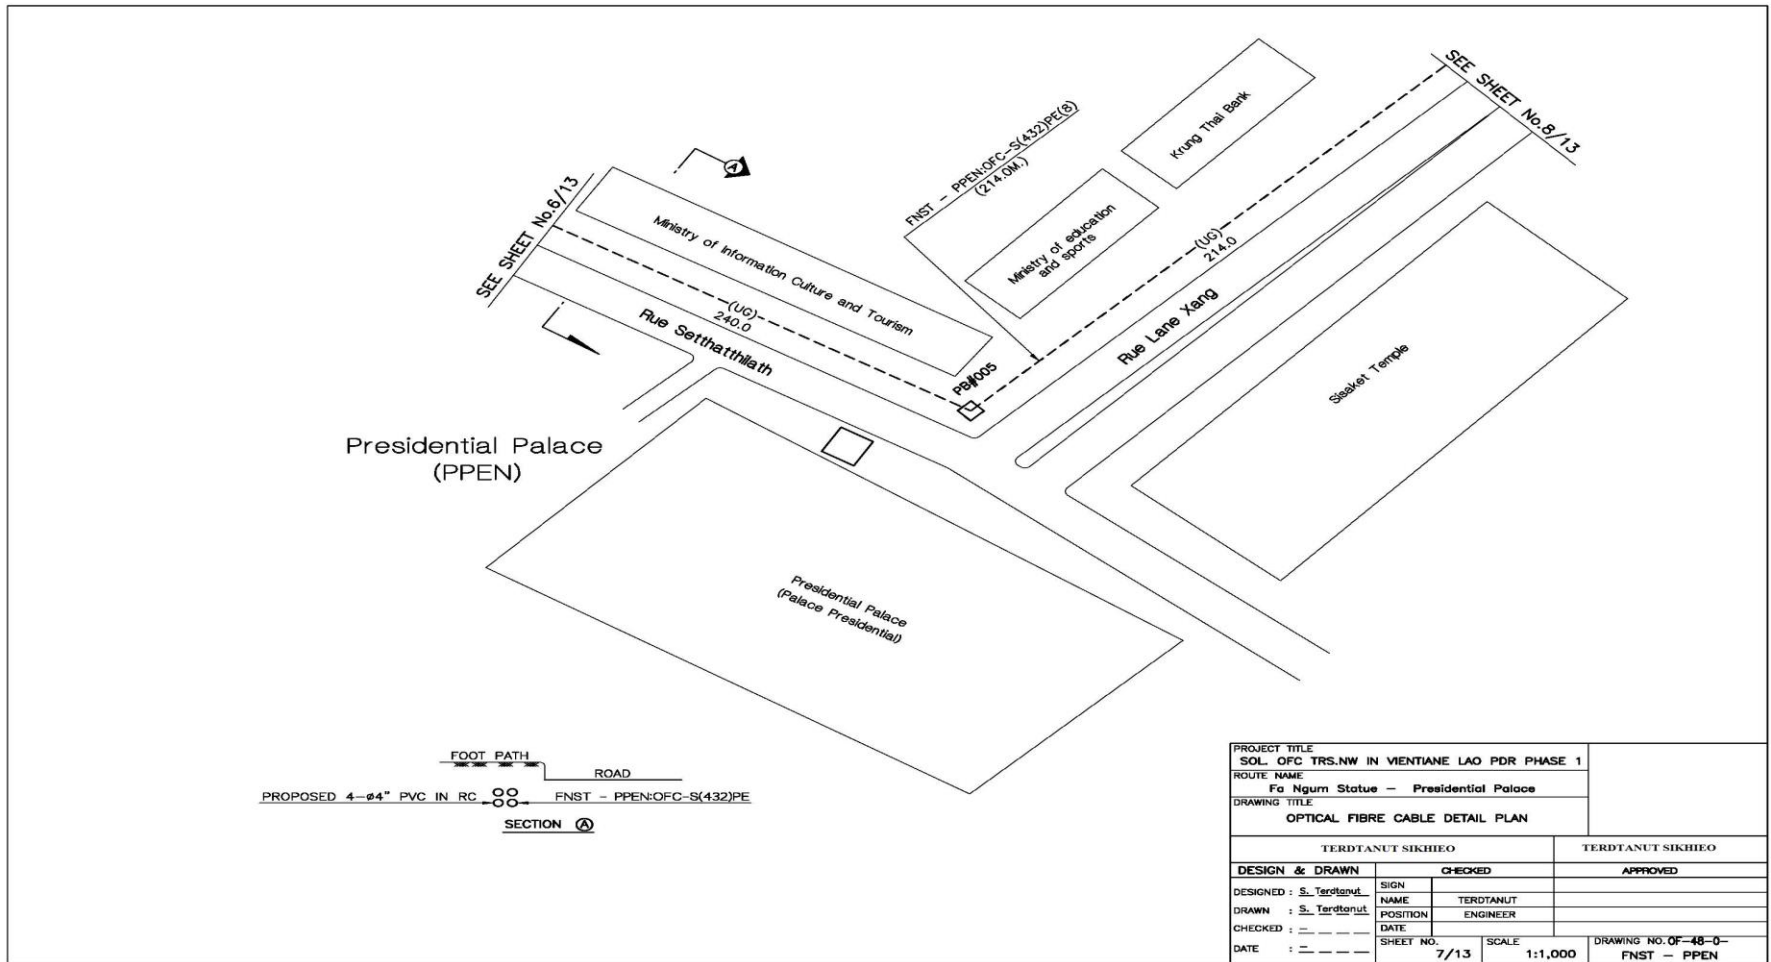 SEE SHEET No.6/13
A
Ministry of Information Culture and Tourism
(UG)
240.0
Rue Setthatthilath
FNST - PPEN:OFC-S(432)PE(8)
(214.0M.)
Krung Thai Bank
Ministry of education
and sports
(UG)
214.0
SEE SHEET No.8/13
Rue Lane Xang
PB#005
Sisaket Temple
Presidential Palace
(PPEN)
Presidential Palace
(Palace Presidential)
FOOT PATH
ROAD
PROPOSED 4-ø4" PVC IN RC
FNST - PPEN:OFC-S(432)PE
SECTION A
PROJECT TITLE
SOL. OFC TRS.NW IN VIENTIANE LAO PDR PHASE 1
ROUTE NAME
Fa Ngum Statue - Presidential Palace
DRAWING TITLE
OPTICAL FIBRE CABLE DETAIL PLAN
TERDTANUT SIKHIEO
TERDTANUT SIKHIEO
DESIGN & DRAWN
CHECKED
APPROVED
DESIGNED : S. Terdtanut
DRAWN : S. Terdtanut
CHECKED : -
DATE : -
SIGN
NAME TERDTANUT
POSITION ENGINEER
DATE
SHEET NO.
7/13
SCALE
1:1,000
DRAWING NO. OF-48-0-
FNST - PPEN